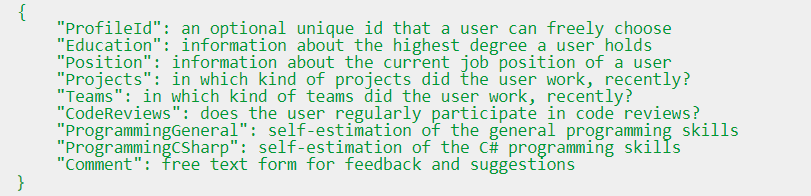 {
"ProfileId": an optional unique id that a user can freely choose
"Education": information about the highest degree a user holds
"Position": information about the current job position of a user
"Projects": in which kind of projects did the user work, recently?
"Teams": in which kind of teams did the user work, recently?
"CodeReviews": does the user regularly participate in code reviews?
"ProgrammingGeneral": self-estimation of the general programming skills
"ProgrammingCSharp": self-estimation of the C# programming skills
"Comment": free text form for feedback and suggestions
}